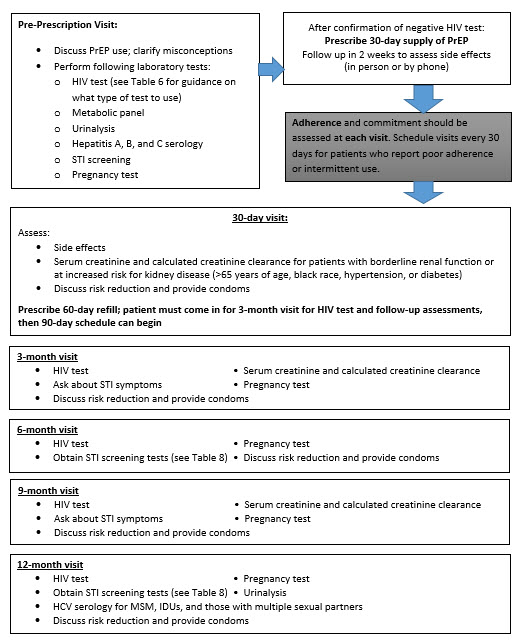 Pre-Prescription Visit:
• Discuss PrEP use; clarify misconceptions
• Perform following laboratory tests:
o HIV test (see Table 6 for guidance on
what type of test to use)
o Metabolic panel
o Urinalysis
o Hepatitis A, B, and C serology
o STI screening
o Pregnancy test
After confirmation of negative HIV test:
Prescribe 30-day supply of PrEP
Follow up in 2 weeks to assess side effects
(in person or by phone)
Adherence and commitment should be
assessed at each visit. Schedule visits every 30
days for patients who report poor adherence
or intermittent use.
30-day visit:
Assess:
• Side effects
• Serum creatinine and calculated creatinine clearance for patients with borderline renal function or
at increased risk for kidney disease (>65 years of age, black race, hypertension, or diabetes)
• Discuss risk reduction and provide condoms
Prescribe 60-day refill; patient must come in for 3-month visit for HIV test and follow-up assessments,
then 90-day schedule can begin
3-month visit
• HIV test • Serum creatinine and calculated creatinine clearance
• Ask about STI symptoms • Pregnancy test
• Discuss risk reduction and provide condoms
6-month visit
• HIV test • Pregnancy test
• Obtain STI screening tests (see Table 8) • Discuss risk reduction and provide condoms
9-month visit
• HIV test • Serum creatinine and calculated creatinine clearance
• Ask about STI symptoms • Pregnancy test
• Discuss risk reduction and provide condoms
12-month visit
• HIV test • Pregnancy test
• Obtain STI screening tests (see Table 8) • Urinalysis
• HCV serology for MSM, IDUs, and those with multiple sexual partners
• Discuss risk reduction and provide condoms